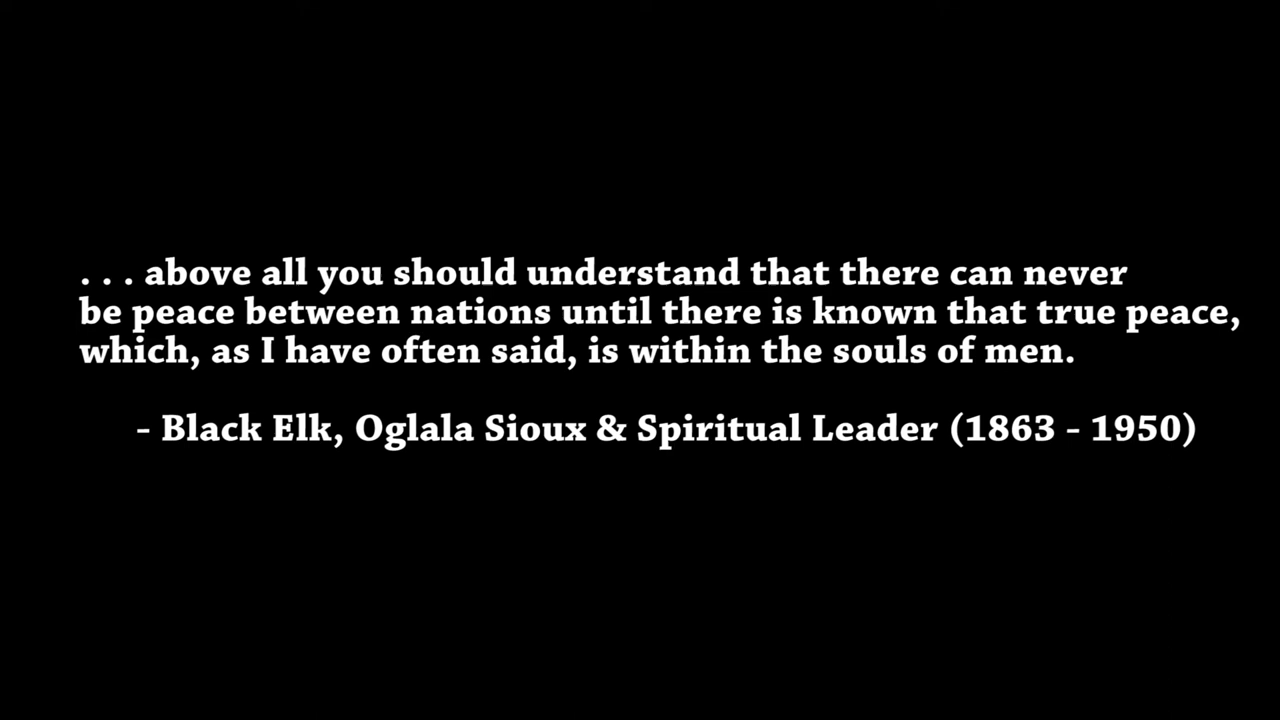 . . . above all you should understand that there can never
be peace between nations until there is known that true peace,
which, as I have often said, is within the souls of men.
- Black Elk, Oglala Sioux & Spiritual Leader (1863 - 1950)